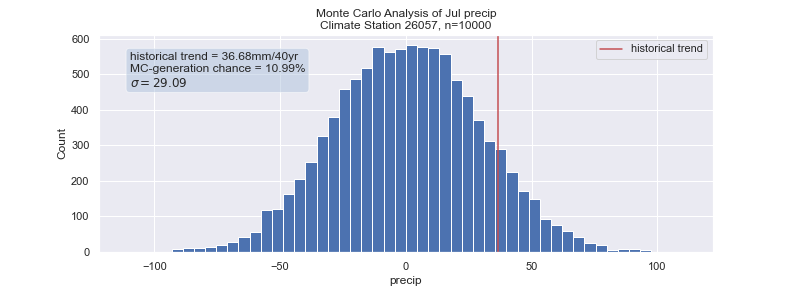 Monte Carlo Analysis of Jul precip
Climate Station 26057, n=10000
historical trend = 36.68mm/40yr
MC-generation chance = 10.99%
σ = 29.09
historical trend
600
500
400
300
200
100
0
Count
−100
−50
0
50
100
precip